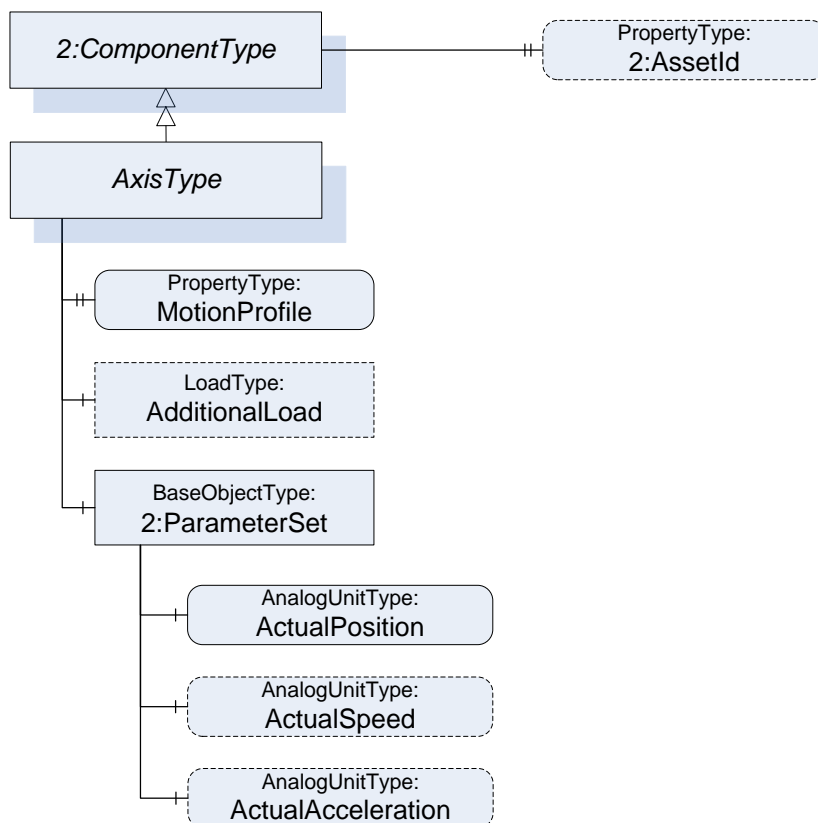 2:ComponentType
PropertyType:
2:AssetId
AxisType
PropertyType:
MotionProfile
LoadType:
AdditionalLoad
BaseObjectType:
2:ParameterSet
AnalogUnitType:
ActualPosition
AnalogUnitType:
ActualSpeed
AnalogUnitType:
ActualAcceleration